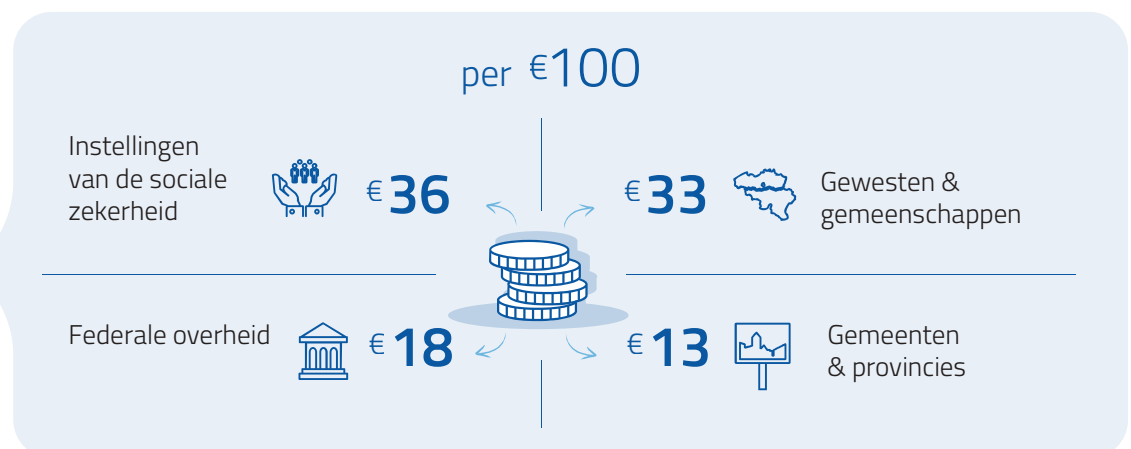 per €100
Instellingen
van de sociale
zekerheid
€ 36
€ 33
Gewesten &
gemeenschappen
Federale overheid
€ 18
€ 13
Gemeenten
& provincies